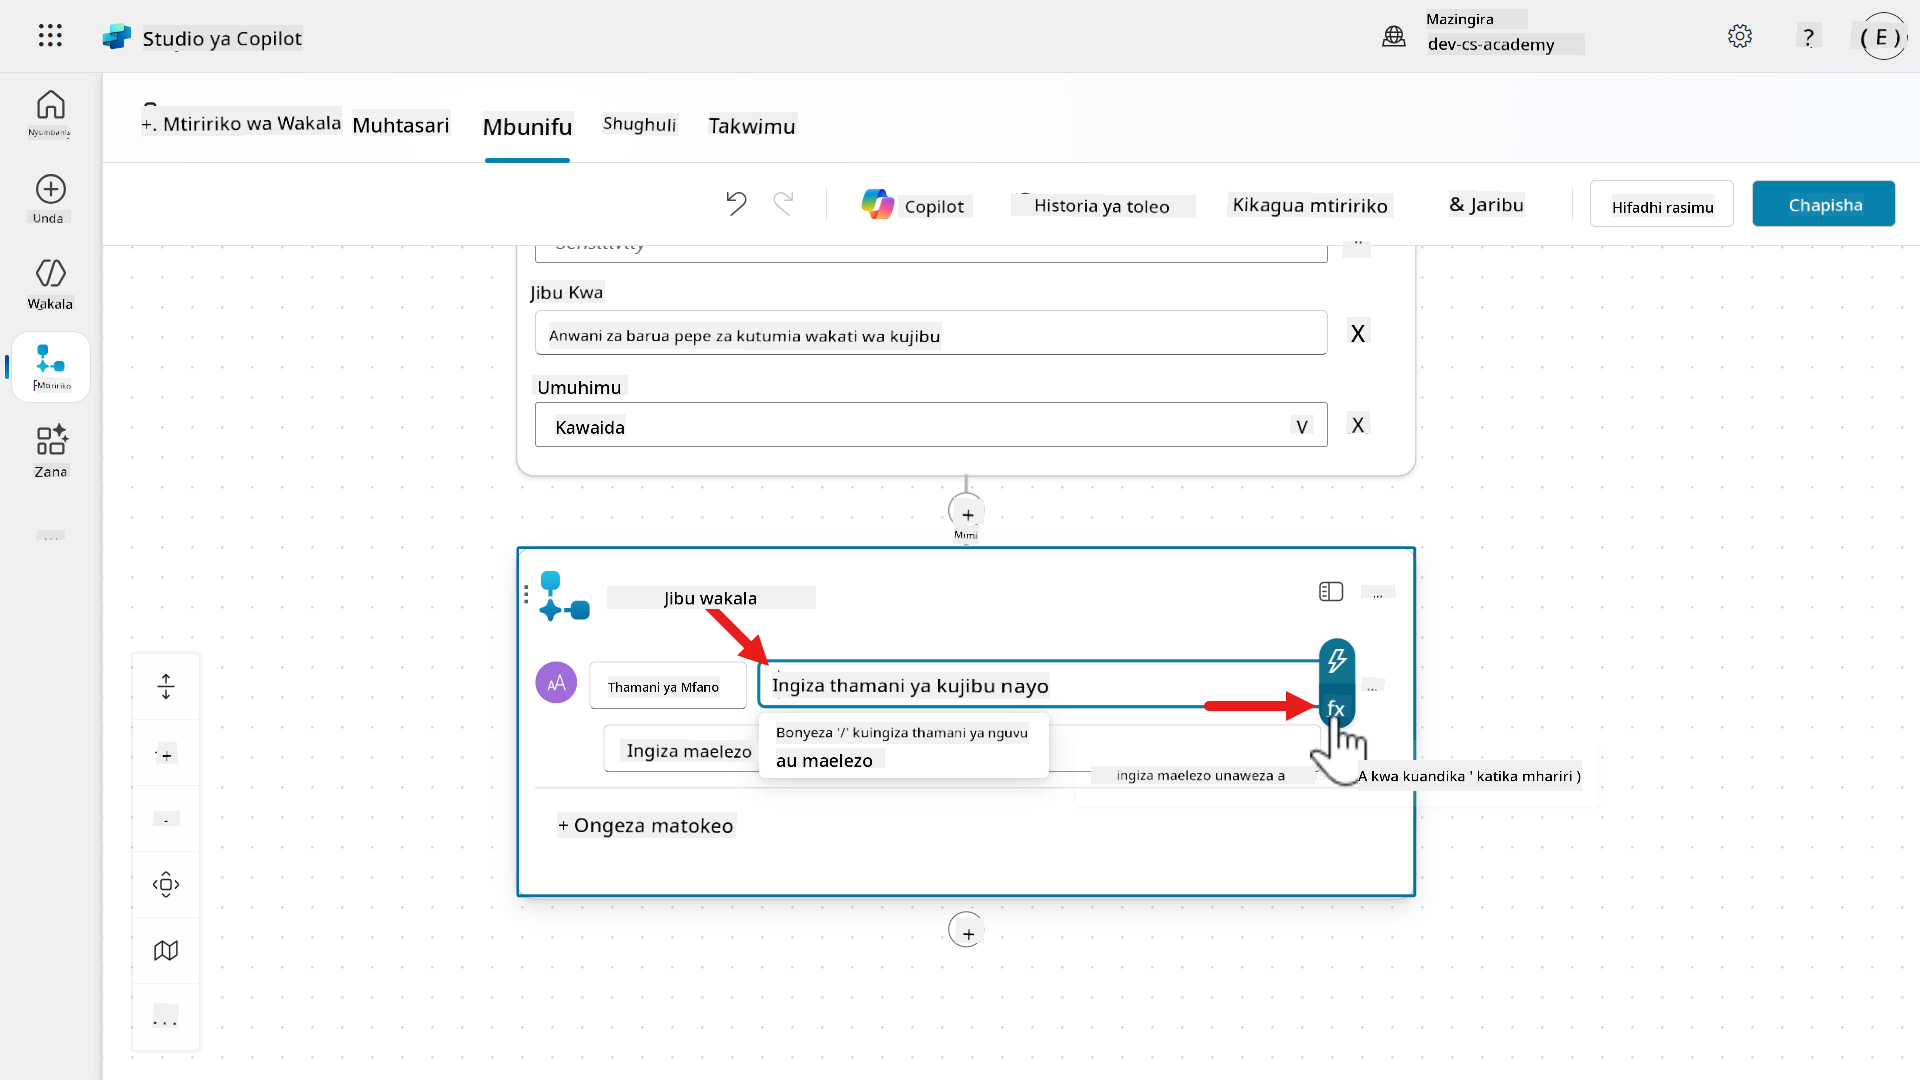 Studio ya Copilot
Mazingira
dev-cs-academy
?
( E )
+. Mtiririko wa Wakala
Muhtasari
Mbunifu
Shughuli
Takwimu
Copilot
Historia ya toleo
Kikagua mtiririko
& Jaribu
Hifadhi rasimu
Chapisha
Nyumbani
Unda
Wakala
Mtiririko
Zana
...
Sensitivity
Jibu Kwa
Anwani za barua pepe za kutumia wakati wa kujibu
X
Umuhimu
Kawaida
V
X
+
Mimi
Jibu wakala
...
AA
Thamani ya Mfano
Ingiza thamani ya kujibu nayo
...
fx
Bonyeza '/' kuingiza thamani ya nguvu
au maelezo
Ingiza maelezo
ingiza maelezo unaweza a
A kwa kuandika ' katika mhariri )
+ Ongeza matokeo
+
+
-
...